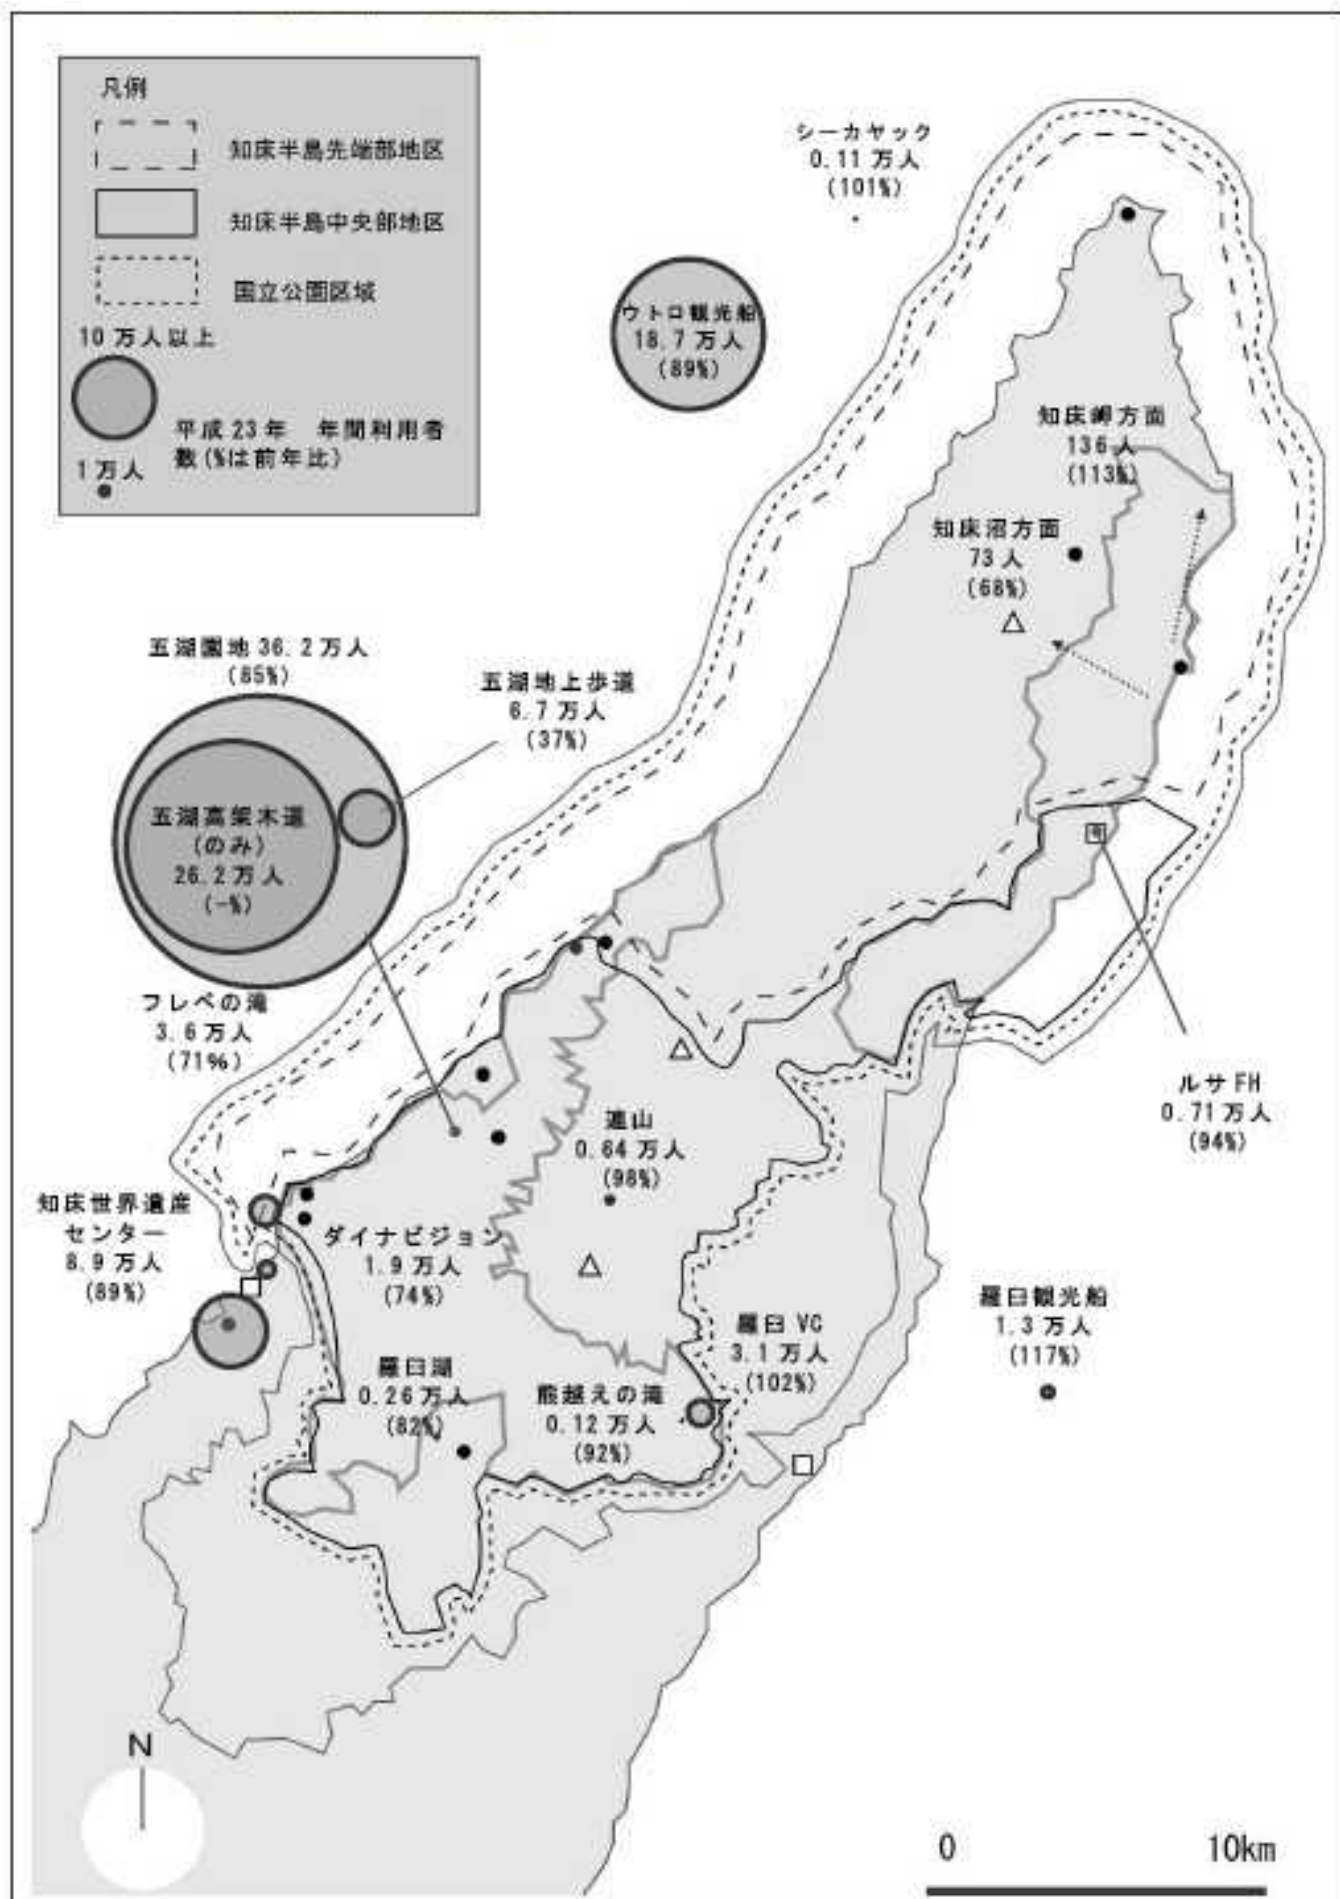 凡例
知床半島先端部地区
知床半島中央部地区
国立公園区域
10万人以上
平成23年 年間利用者
数(%は前年比)
1万人
シーカヤック
0.11万人
(101%)
ウトロ観光船
18.7万人
(89%)
知床岬方面
136人
(113%)
知床沼方面
73人
(68%)
五湖園地 36.2万人
(85%)
五湖地上歩道
6.7万人
(37%)
五湖高架木道
(のみ)
26.2万人
(-%)
フレペの滝
3.6万人
(71%)
ルサFH
0.71万人
(94%)
連山
0.64万人
(98%)
知床世界遺産
センター
8.9万人
(89%)
ダイナビジョン
1.9万人
(74%)
羅臼観光船
1.3万人
(117%)
羅臼VC
3.1万人
(102%)
羅臼湖
0.26万人
(82%)
熊越えの滝
0.12万人
(92%)
N
0 10km